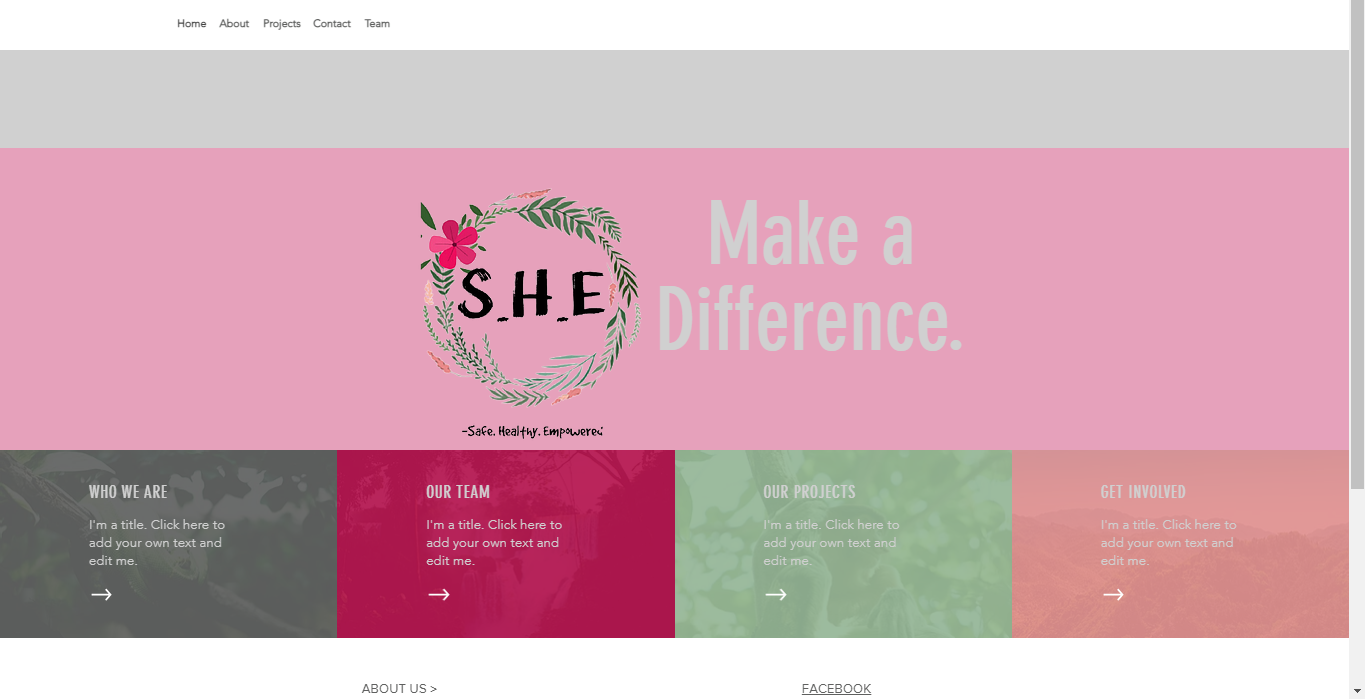 Home About Projects Contact Team
Make a
Difference.
S_H_E
-Safe. Healthy. Empowered
WHO WE ARE
I'm a title. Click here to
add your own text and
edit me.
OUR TEAM
I'm a title. Click here to
add your own text and
edit me.
OUR PROJECTS
I'm a title. Click here to
add your own text and
edit me.
GET INVOLVED
I'm a title. Click here to
add your own text and
edit me.
ABOUT US >
FACEBOOK